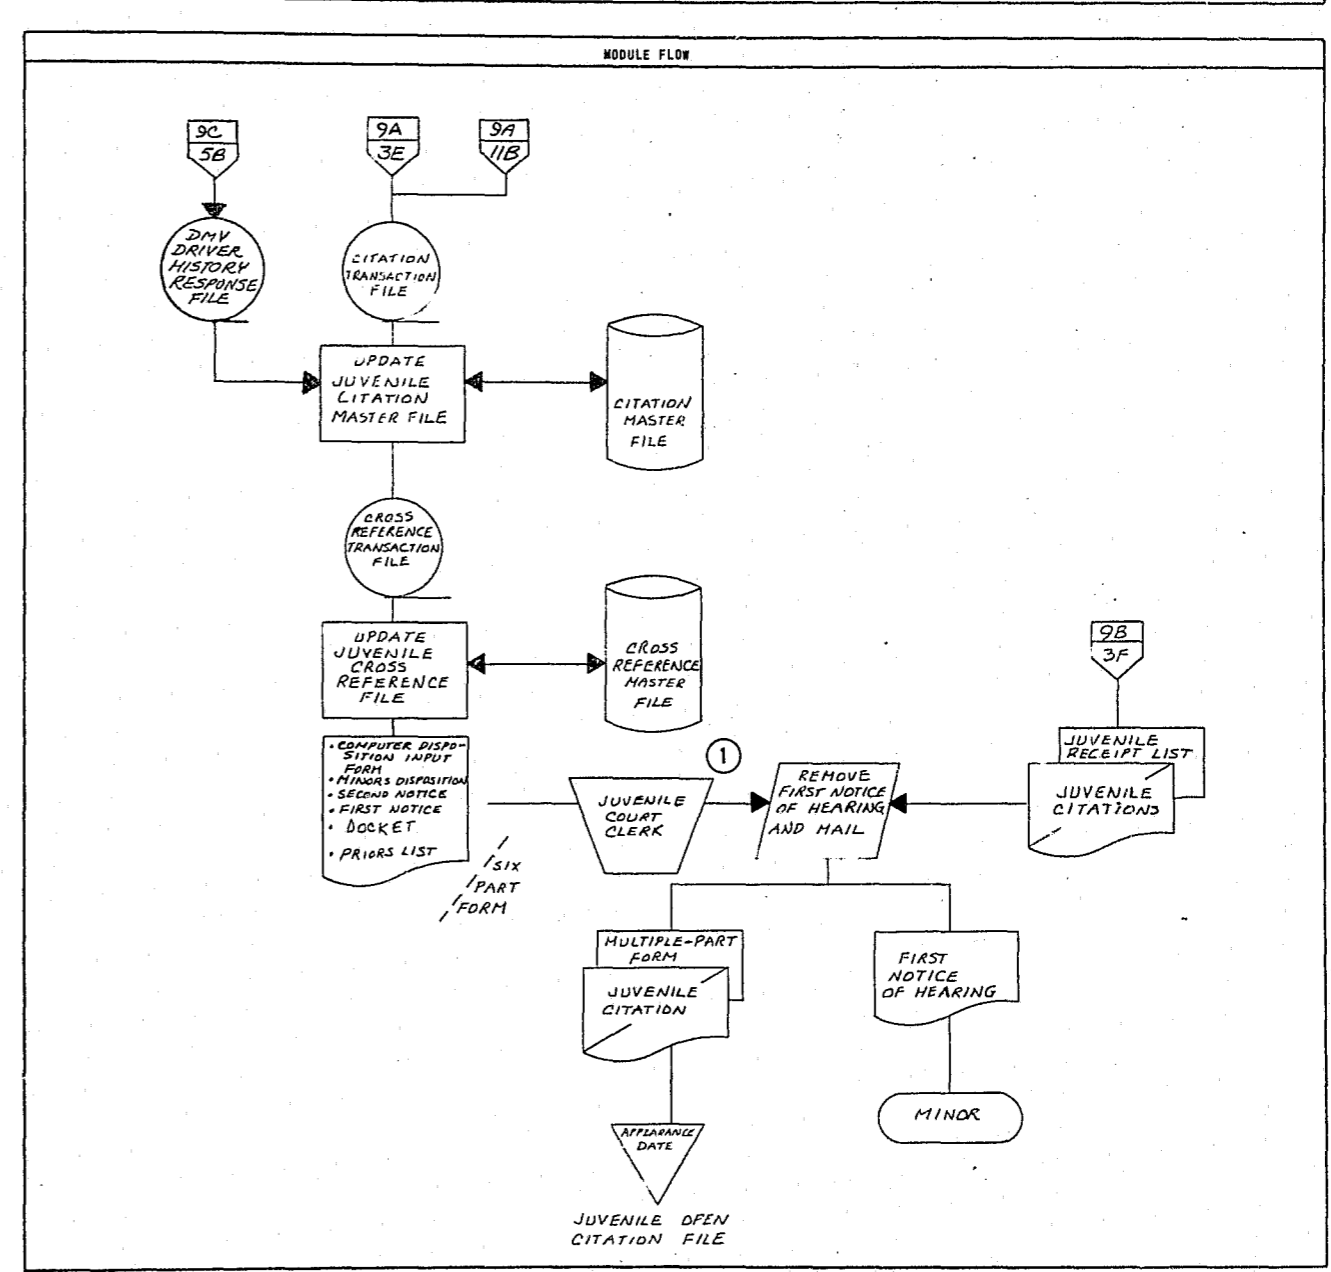 MODULE FLOW
9C
5B
9A
3E
9A
11B
DMV
DRIVER
HISTORY
RESPONSE
FILE
CITATION
TRANSACTION
FILE
UPDATE
JUVENILE
CITATION
MASTER FILE
CITATION
MASTER
FILE
CROSS
REFERENCE
TRANSACTION
FILE
UPDATE
JUVENILE
CROSS
REFERENCE
FILE
CROSS
REFERENCE
MASTER
FILE
9B
3F
• COMPUTER DISPO-
SITION INPUT
FORM
• MINORS DISPOSITION
• SECOND NOTICE
• FIRST NOTICE
• DOCKET
• PRIORS LIST
/SIX
/PART
/FORM
JUVENILE
COURT
CLERK
1
REMOVE
FIRST NOTICE
OF HEARING
AND MAIL
JUVENILE
RECEIPT LIST
JUVENILE
CITATIONS
MULTIPLE-PART
FORM
JUVENILE
CITATION
FIRST
NOTICE
OF HEARING
APPEARANCE
DATE
MINOR
JUVENILE OPEN
CITATION FILE